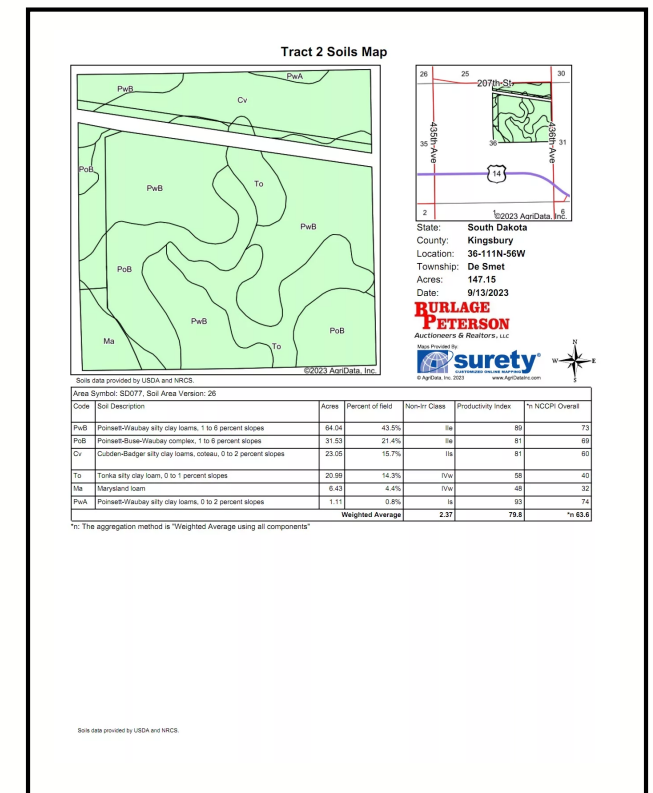 Tract 2 Soils Map
PwA
PwB
Cv
PoB
PwB
To
PwB
PoB
PwB
PoB
Ma
To
©2023 AgriData, Inc.
Soils data provided by USDA and NRCS.
26 25 30
207th-St
435th-Ave
436th-Ave
35 36 31
14
2 1 6
©2023 AgriData, Inc.
State: South Dakota
County: Kingsbury
Location: 36-111N-56W
Township: De Smet
Acres: 147.15
Date: 9/13/2023
BURLAGE
PETERSON
Auctioneers & Realtors, LLC
Maps Provided By
surety®
CUSTOMIZED ONLINE MAPPING
© AgriData, Inc. 2023 www.AgriDataInc.com
N
W E
S
Area Symbol: SD077, Soil Area Version: 26
Code Soil Description Acres Percent of field Non-Irr Class Productivity Index *n NCCPI Overall
PwB Poinsett-Waubay silty clay loams, 1 to 6 percent slopes 64.04 43.5% IIe 89 73
PoB Poinsett-Buse-Waubay complex, 1 to 6 percent slopes 31.53 21.4% IIe 81 69
Cv Cubden-Badger silty clay loams, coteau, 0 to 2 percent slopes 23.05 15.7% IIs 81 60
To Tonka silty clay loam, 0 to 1 percent slopes 20.99 14.3% IVw 58 40
Ma Marysland loam 6.43 4.4% IVw 48 32
PwA Poinsett-Waubay silty clay loams, 0 to 2 percent slopes 1.11 0.8% Is 93 74
Weighted Average 2.37 79.8 *n 63.6
*n: The aggregation method is "Weighted Average using all components"
Soils data provided by USDA and NRCS.